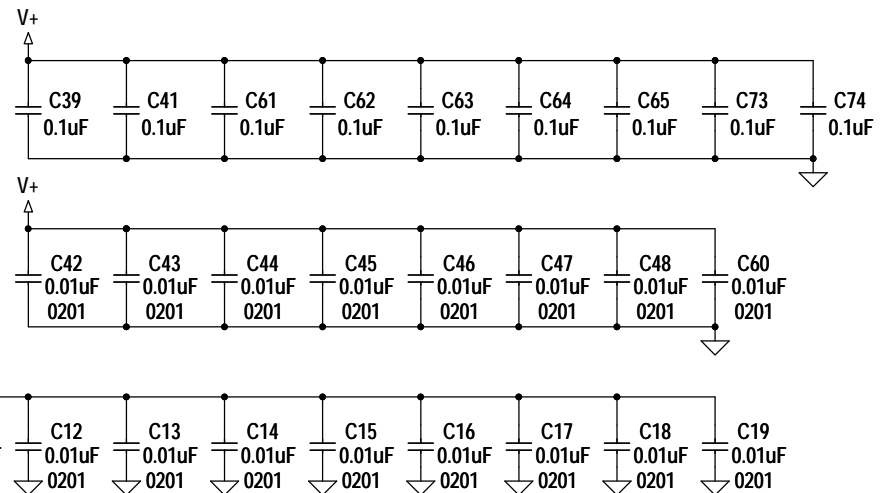 V+
C39 C41 C61 C62 C63 C64 C65 C73 C74
0.1uF 0.1uF 0.1uF 0.1uF 0.1uF 0.1uF 0.1uF 0.1uF 0.1uF
V+
C42 C43 C44 C45 C46 C47 C48 C60
0.01uF 0.01uF 0.01uF 0.01uF 0.01uF 0.01uF 0.01uF 0.01uF
0201 0201 0201 0201 0201 0201 0201 0201
C12 C13 C14 C15 C16 C17 C18 C19
0.01uF 0.01uF 0.01uF 0.01uF 0.01uF 0.01uF 0.01uF 0.01uF
0201 0201 0201 0201 0201 0201 0201 0201